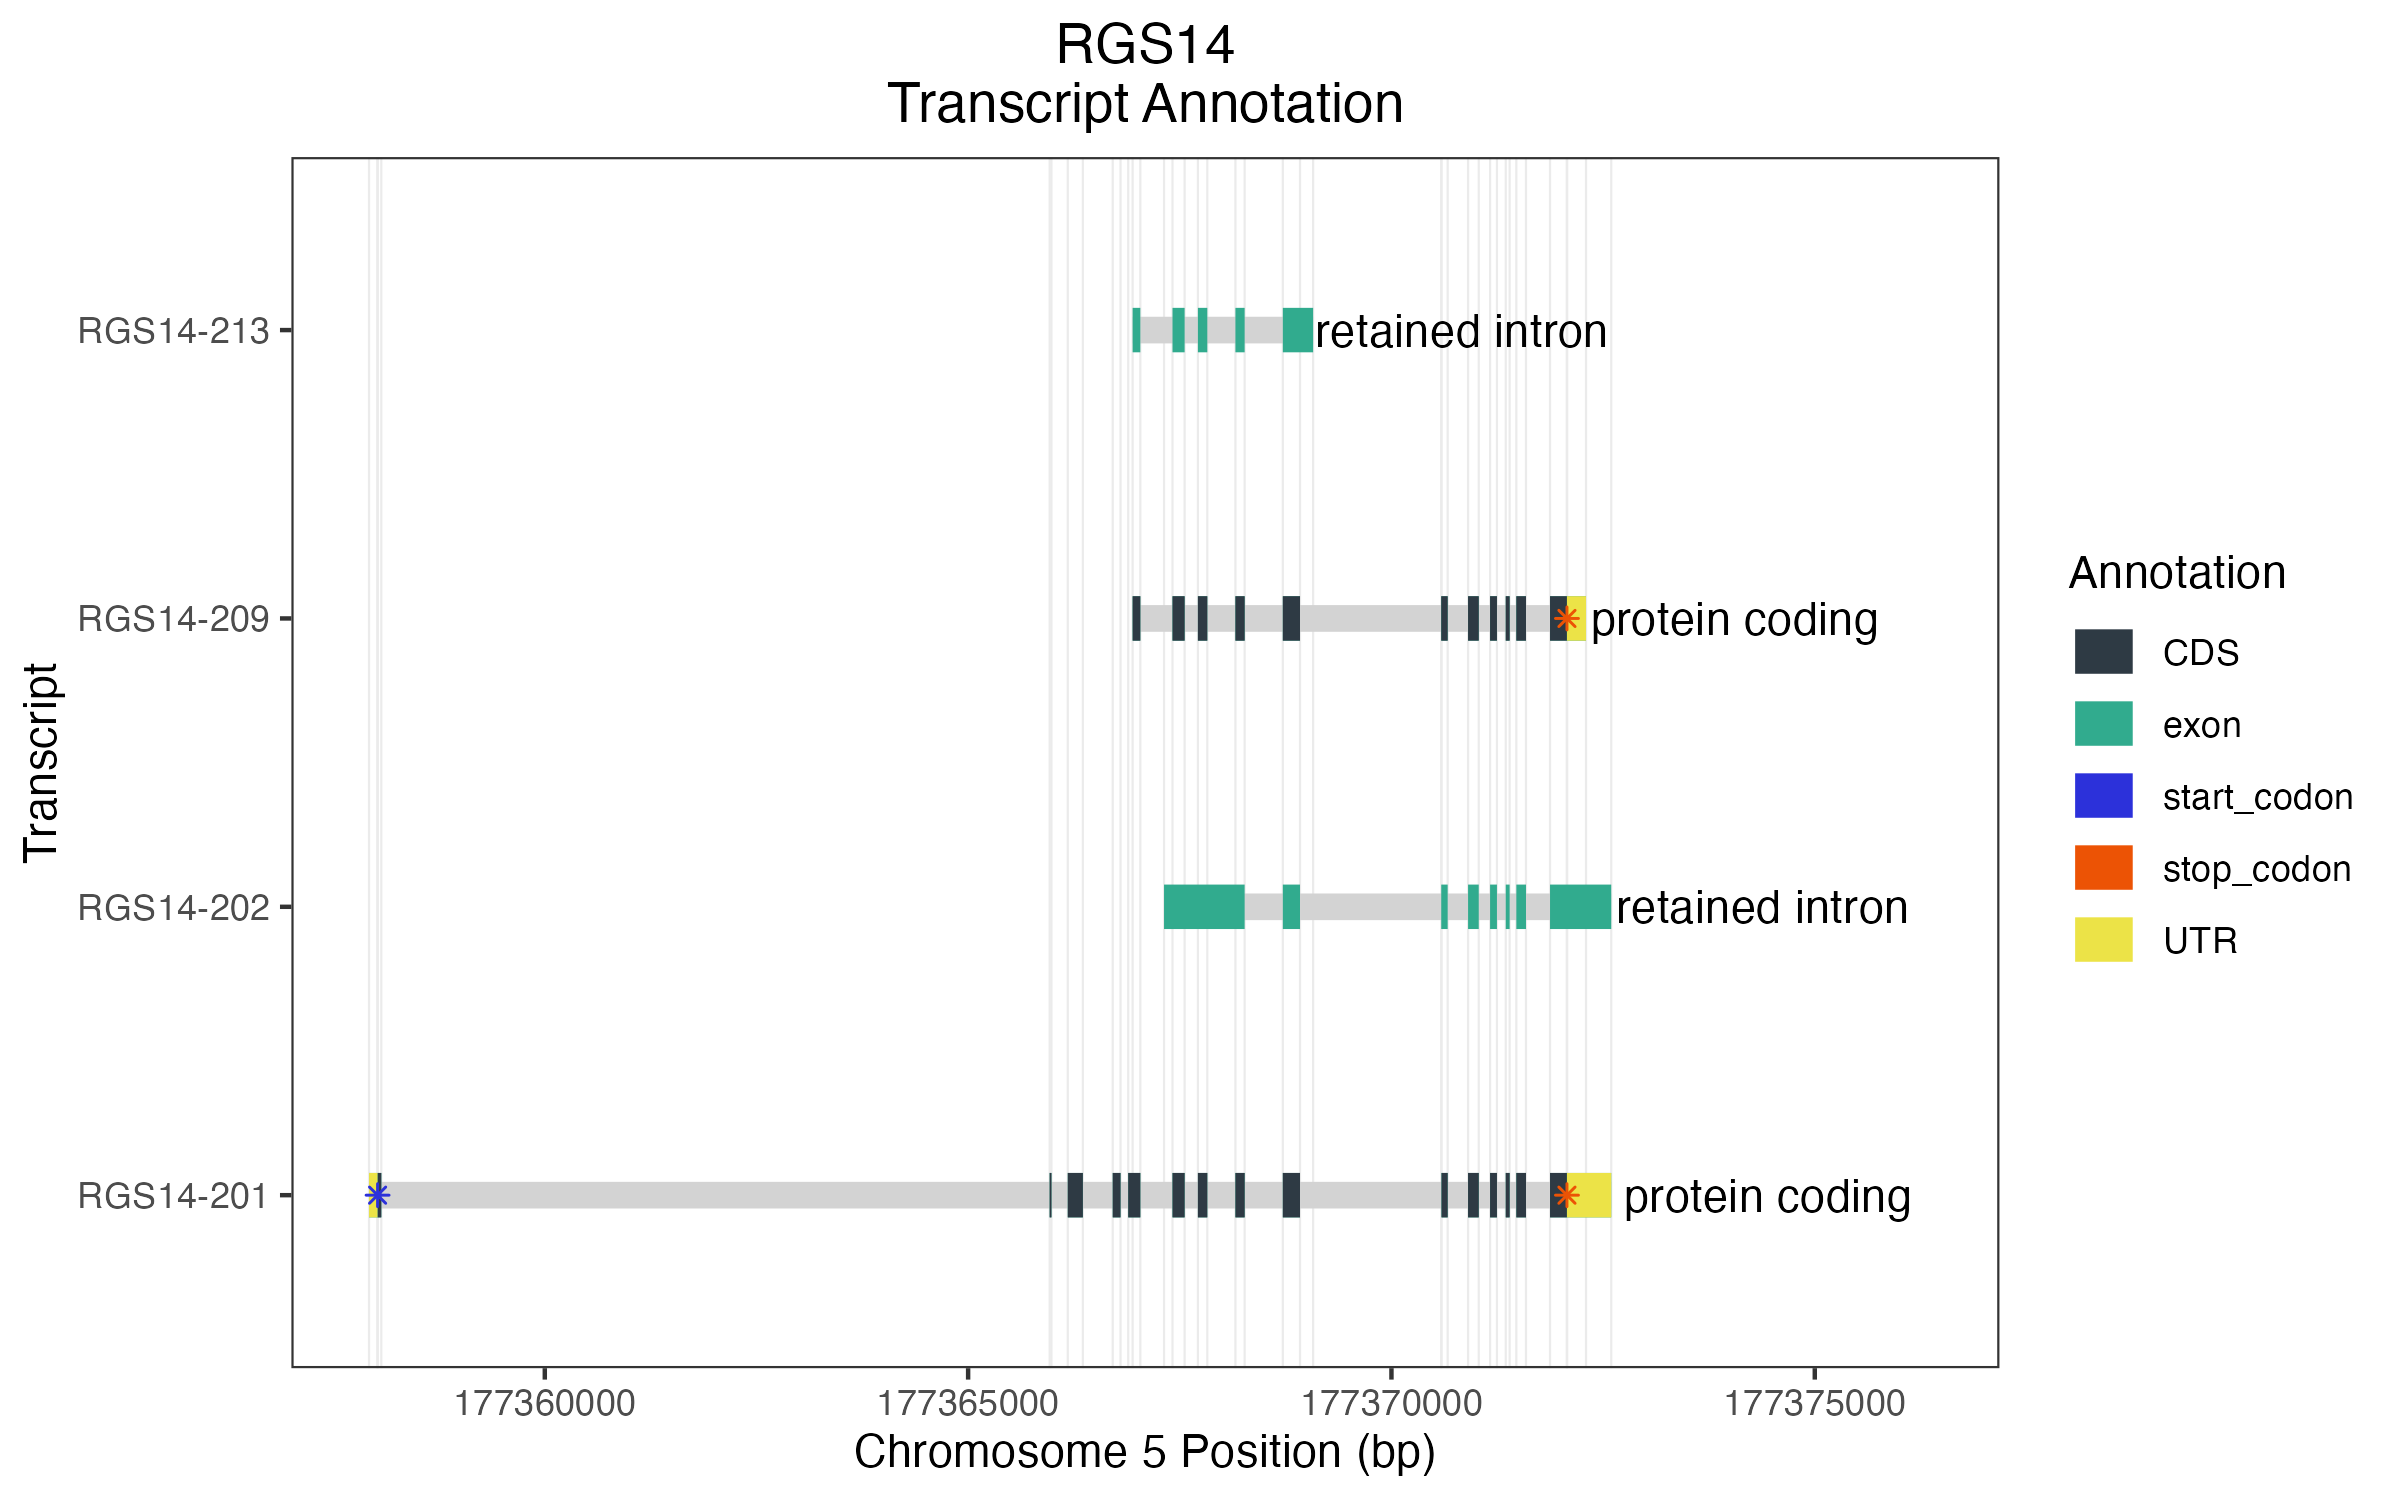 RGS14
Transcript Annotation
RGS14-213
retained intron
RGS14-209
protein coding
RGS14-202
retained intron
RGS14-201
protein coding
Transcript
177360000
177365000
177370000
177375000
Chromosome 5 Position (bp)
Annotation
CDS
exon
start_codon
stop_codon
UTR